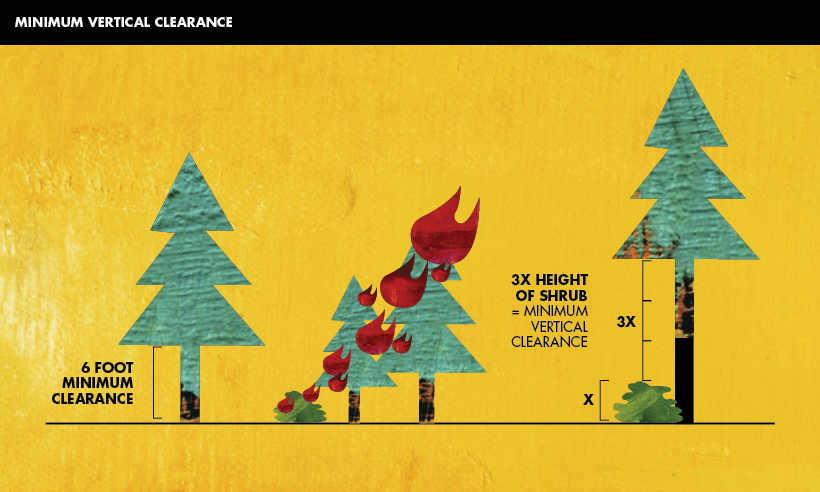 MINIMUM VERTICAL CLEARANCE
6 FOOT
MINIMUM
CLEARANCE
3X HEIGHT
OF SHRUB
= MINIMUM
VERTICAL
CLEARANCE
3X
X